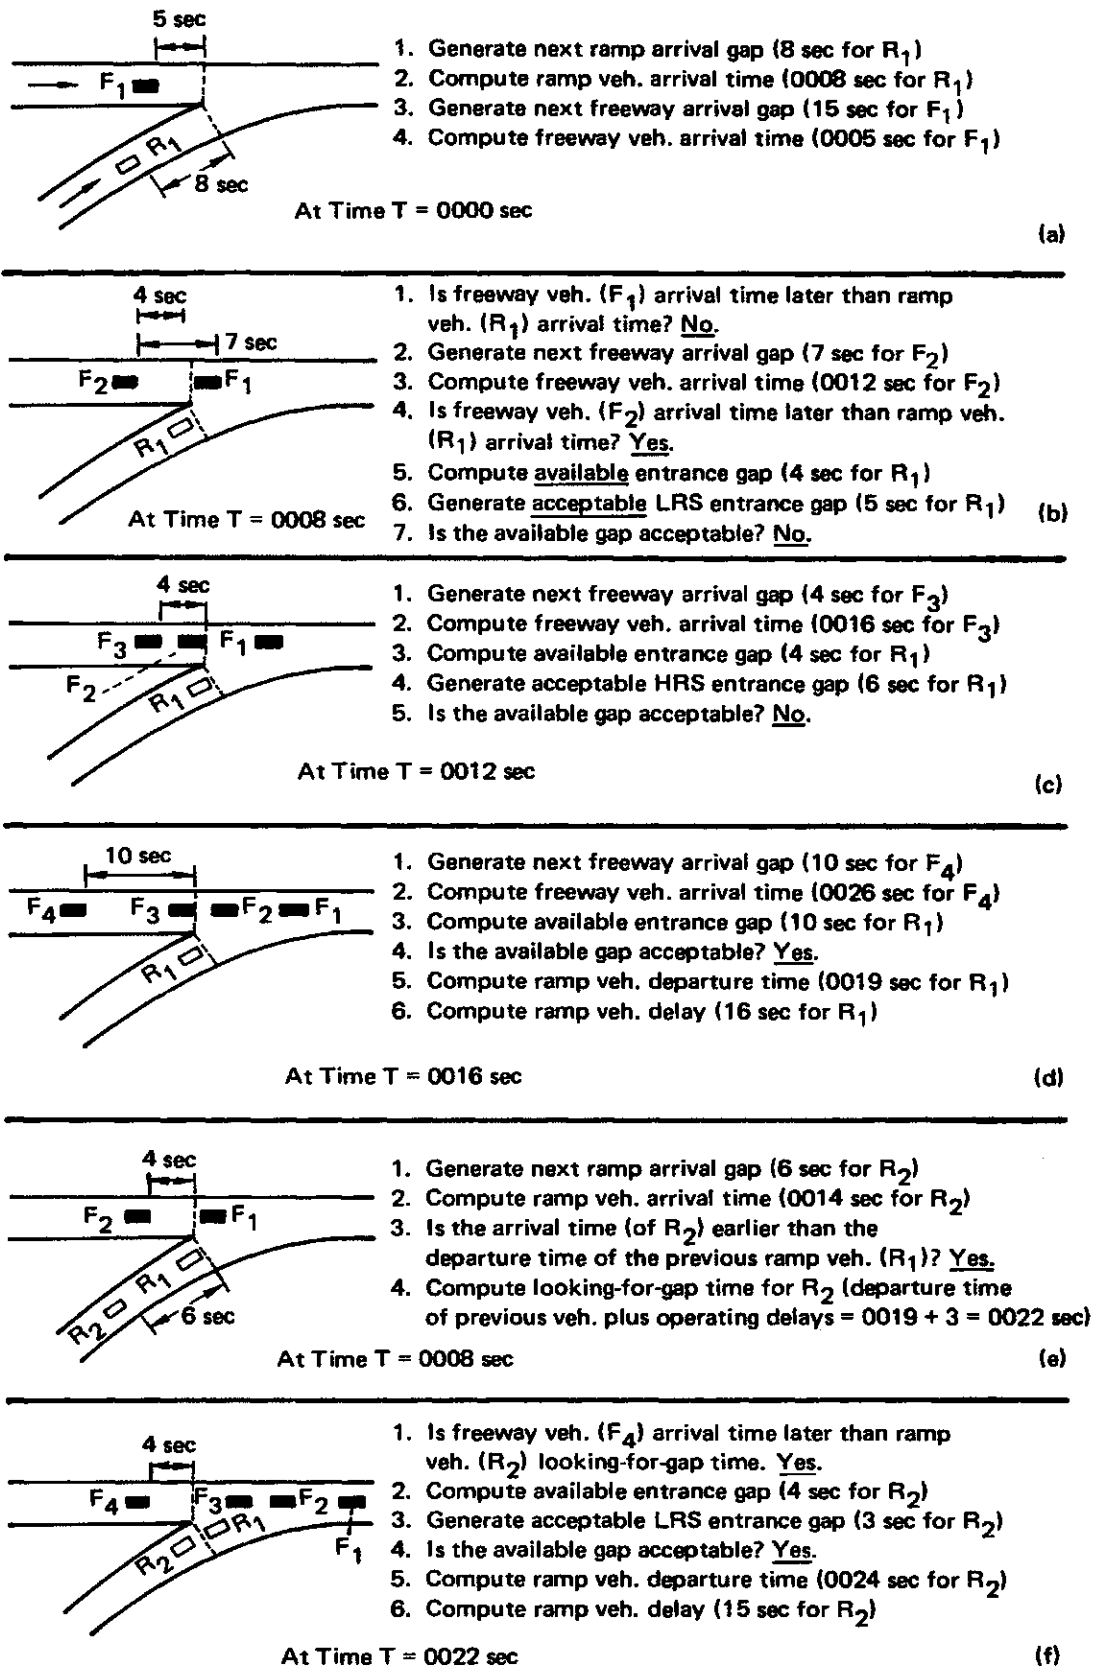 5 sec
F1
R1
8 sec
1. Generate next ramp arrival gap (8 sec for R1)
2. Compute ramp veh. arrival time (0008 sec for R1)
3. Generate next freeway arrival gap (15 sec for F1)
4. Compute freeway veh. arrival time (0005 sec for F1)
At Time T = 0000 sec
(a)
4 sec
7 sec
F2
F1
R1
1. Is freeway veh. (F1) arrival time later than ramp
veh. (R1) arrival time? No.
2. Generate next freeway arrival gap (7 sec for F2)
3. Compute freeway veh. arrival time (0012 sec for F2)
4. Is freeway veh. (F2) arrival time later than ramp veh.
(R1) arrival time? Yes.
5. Compute available entrance gap (4 sec for R1)
6. Generate acceptable LRS entrance gap (5 sec for R1)
7. Is the available gap acceptable? No.
At Time T = 0008 sec
(b)
4 sec
F3
F1
F2
R1
1. Generate next freeway arrival gap (4 sec for F3)
2. Compute freeway veh. arrival time (0016 sec for F3)
3. Compute available entrance gap (4 sec for R1)
4. Generate acceptable HRS entrance gap (6 sec for R1)
5. Is the available gap acceptable? No.
At Time T = 0012 sec
(c)
10 sec
F4
F3
F2
F1
R1
1. Generate next freeway arrival gap (10 sec for F4)
2. Compute freeway veh. arrival time (0026 sec for F4)
3. Compute available entrance gap (10 sec for R1)
4. Is the available gap acceptable? Yes.
5. Compute ramp veh. departure time (0019 sec for R1)
6. Compute ramp veh. delay (16 sec for R1)
At Time T = 0016 sec
(d)
4 sec
F2
F1
R1
R2
6 sec
1. Generate next ramp arrival gap (6 sec for R2)
2. Compute ramp veh. arrival time (0014 sec for R2)
3. Is the arrival time (of R2) earlier than the
departure time of the previous ramp veh. (R1)? Yes.
4. Compute looking-for-gap time for R2 (departure time
of previous veh. plus operating delays = 0019 + 3 = 0022 sec)
At Time T = 0008 sec
(e)
4 sec
F4
F3
F2
R1
F1
R2
1. Is freeway veh. (F4) arrival time later than ramp
veh. (R2) looking-for-gap time. Yes.
2. Compute available entrance gap (4 sec for R2)
3. Generate acceptable LRS entrance gap (3 sec for R2)
4. Is the available gap acceptable? Yes.
5. Compute ramp veh. departure time (0024 sec for R2)
6. Compute ramp veh. delay (15 sec for R2)
At Time T = 0022 sec
(f)